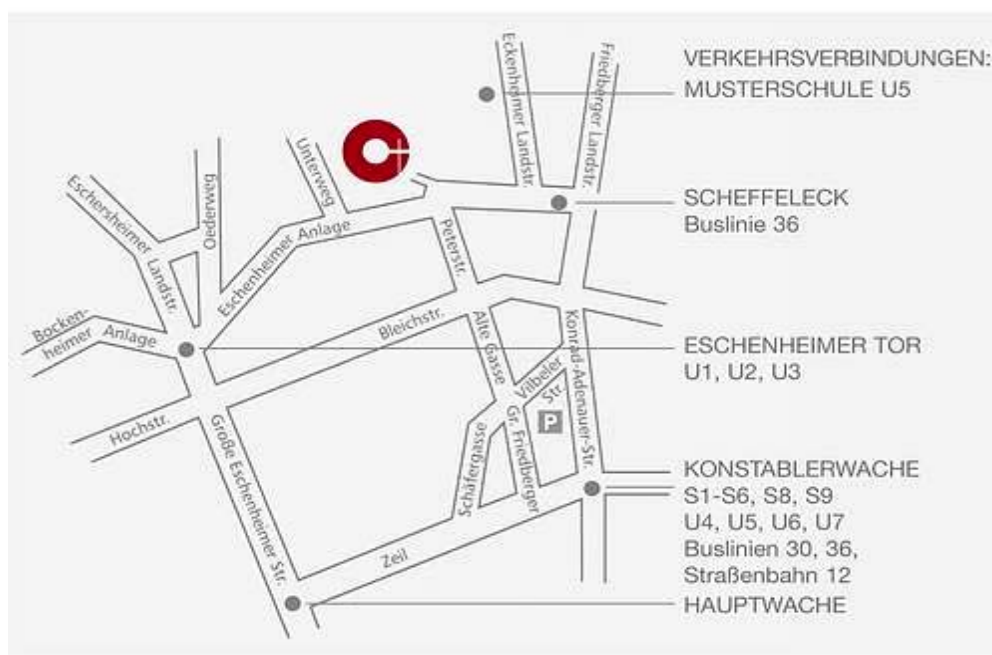 VERKEHRSVERBINDUNGEN:
MUSTERSCHULE U5
SCHEFFELECK
Buslinie 36
ESCHENHEIMER TOR
U1, U2, U3
KONSTABLERWACHE
S1-S6, S8, S9
U4, U5, U6, U7
Buslinien 30, 36,
Straßenbahn 12
HAUPTWACHE
Eckenheimer Landstr.
Friedberger Landstr.
Unterweg
Oederweg
Eschersheimer
Landstr.
Eschenheimer Anlage
Peterstr.
Bocken-
heimer Anlage
Bleichstr.
Alte Gasse
Konrad-Adenauer-Str.
Vilbeler
Str.
P
Hochstr.
Große Eschenheimer Str.
Schäfergasse
Gr. Friedberger
Zeil